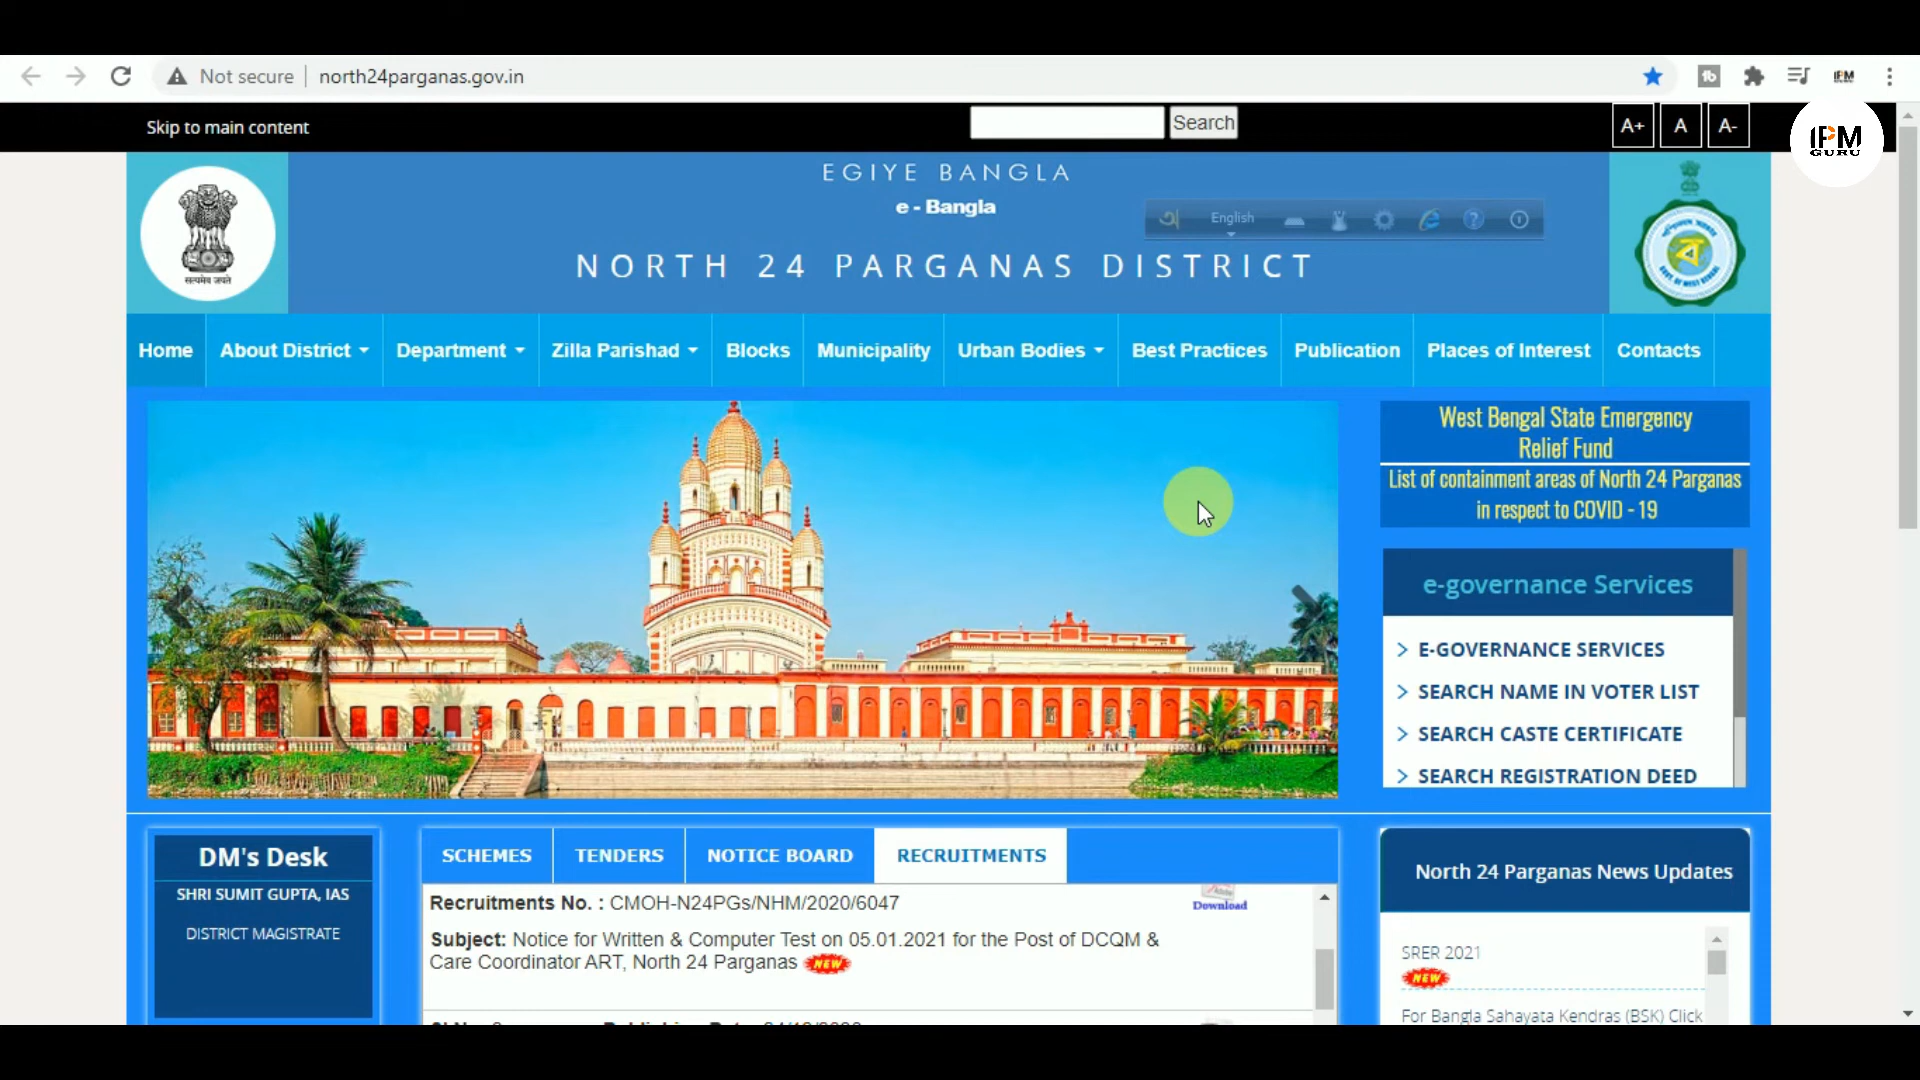 Not secure | north24parganas.gov.in
Skip to main content
Search
A+ A A-
IPM
GURU
EGIYE BANGLA
e - Bangla
English
NORTH 24 PARGANAS DISTRICT
सत्यमेव जयते
Home About District Department Zilla Parishad Blocks Municipality Urban Bodies Best Practices Publication Places of Interest Contacts
West Bengal State Emergency
Relief Fund
List of containment areas of North 24 Parganas
in respect to COVID - 19
e-governance Services
E-GOVERNANCE SERVICES
SEARCH NAME IN VOTER LIST
SEARCH CASTE CERTIFICATE
SEARCH REGISTRATION DEED
DM's Desk
SHRI SUMIT GUPTA, IAS
DISTRICT MAGISTRATE
SCHEMES TENDERS NOTICE BOARD RECRUITMENTS
Recruitments No. : CMOH-N24PGs/NHM/2020/6047
Download
Subject: Notice for Written & Computer Test on 05.01.2021 for the Post of DCQM &
Care Coordinator ART, North 24 Parganas NEW
North 24 Parganas News Updates
SRER 2021
NEW
For Bangla Sahayata Kendras (BSK) Click